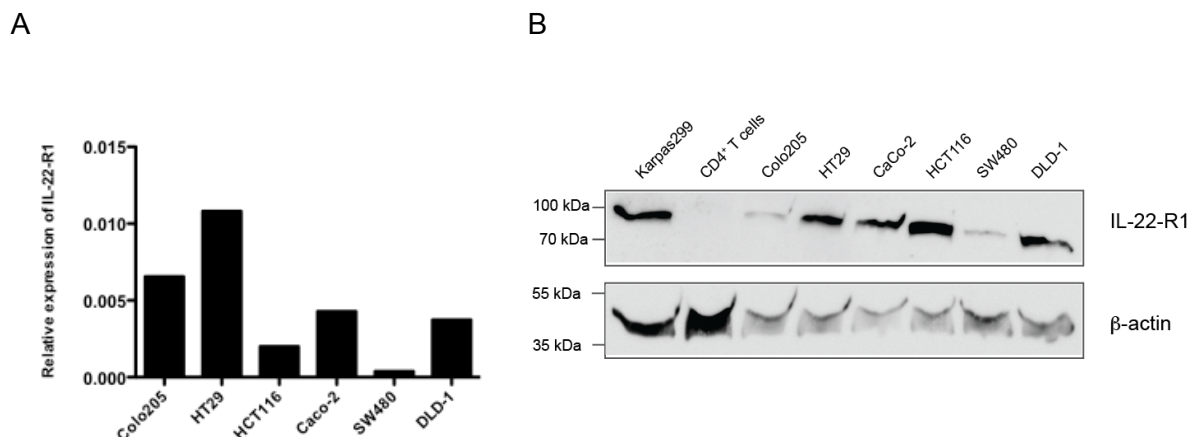 A
B
Relative expression of IL-22-R1
0.015
0.010
0.005
0.000
Colo205
HT29
HCT116
Caco-2
SW480
DLD-1
Karpas299
CD4⁺ T cells
Colo205
HT29
CaCo-2
HCT116
SW480
DLD-1
100 kDa
70 kDa
IL-22-R1
55 kDa
35 kDa
β-actin